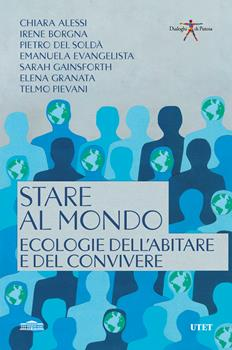 CHIARA ALESSI
IRENE BORGNA
PIETRO DEL SOLDÀ
EMANUELA EVANGELISTA
SARAH GAINSFORTH
ELENA GRANATA
TELMO PIEVANI
Dialoghi di Pistoia
STARE
AL MONDO
ECOLOGIE DELL'ABITARE
E DEL CONVIVERE
UTET